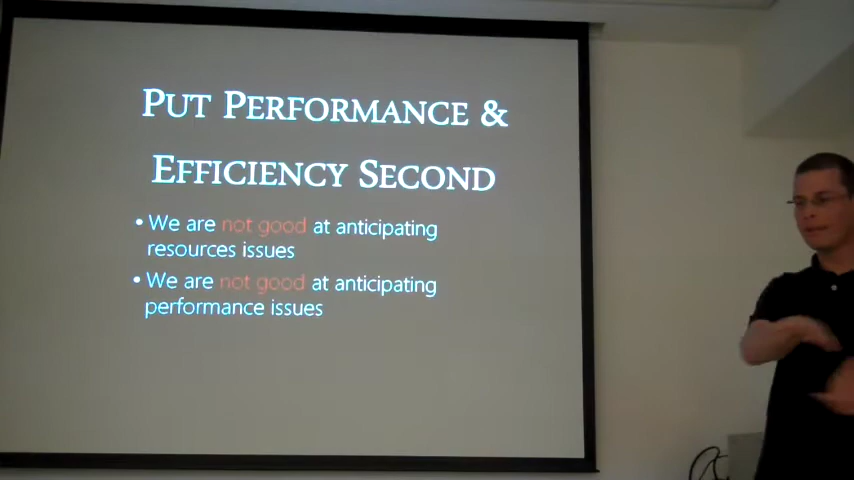 PUT PERFORMANCE &
EFFICIENCY SECOND
• We are not good at anticipating
resources issues
• We are not good at anticipating
performance issues